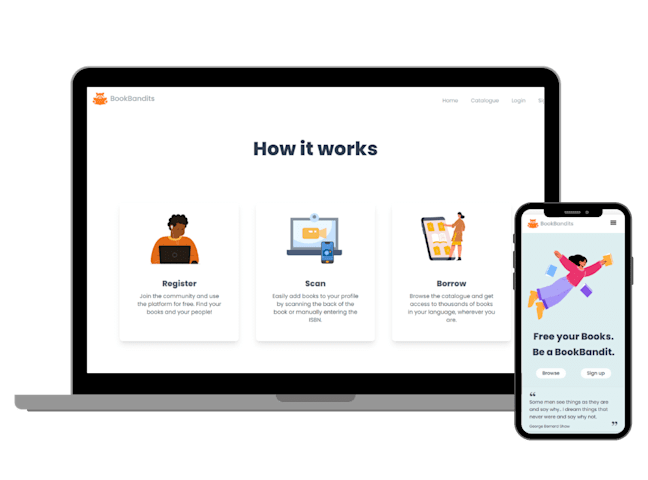 BookBandits
Home Catalogue Login
How it works
Register
Join the community and use
the platform for free. Find your
books and your people!
Scan
Easily add books to your profile
by scanning the back of the
book or manually entering the
ISBN.
Borrow
Browse the catalogue and get
access to thousands of books
in your language, wherever you
are.
BookBandits
Free your Books.
Be a BookBandit.
Browse Sign up
“
Some men see things as they are
and say why.. I dream things that
never were and say why not.
”
George Bernard Shaw